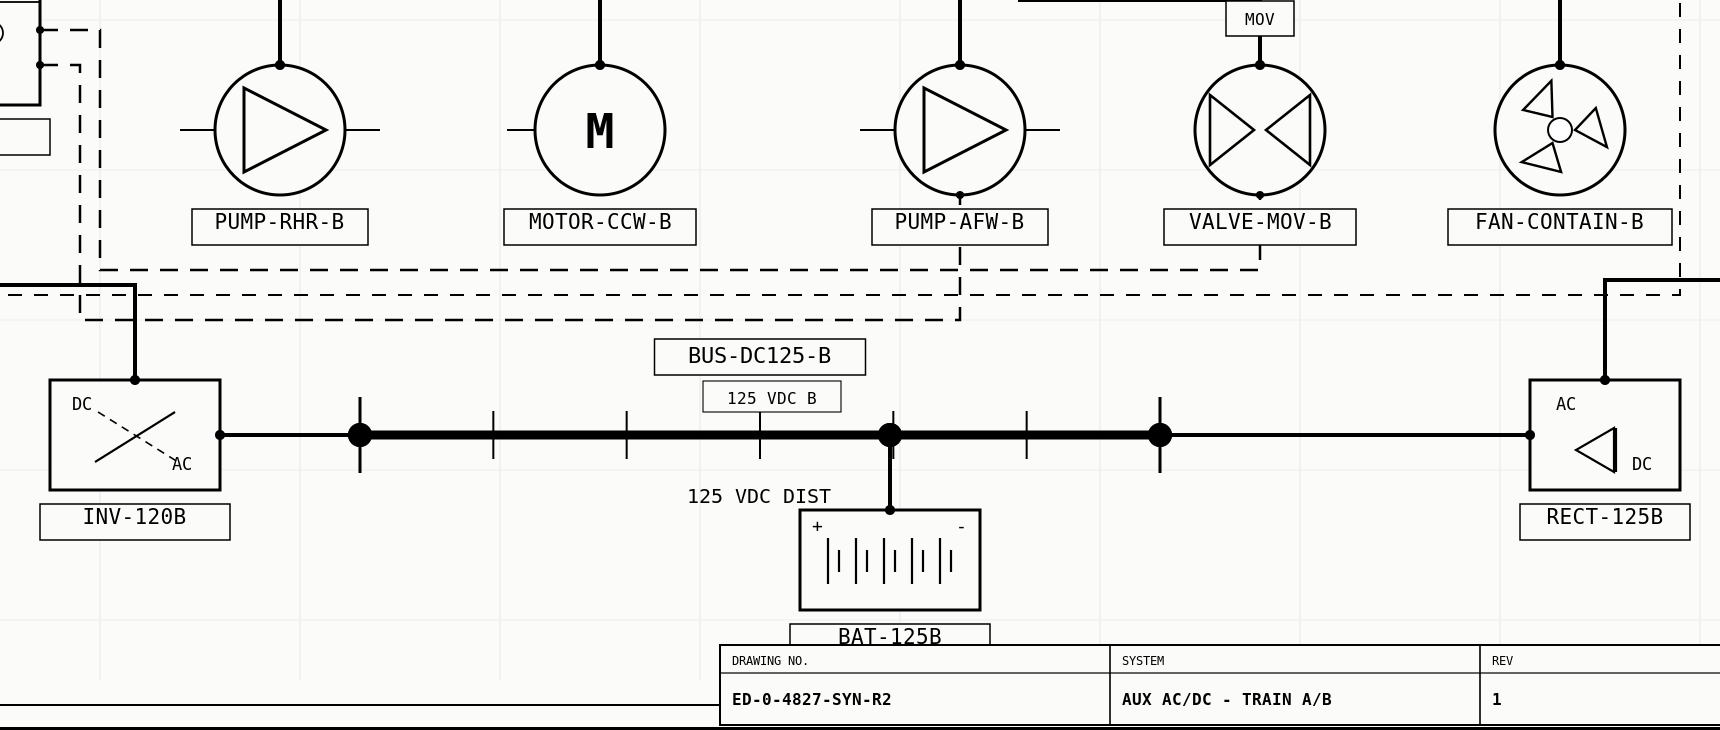 MOV
M
PUMP-RHR-B
MOTOR-CCW-B
PUMP-AFW-B
VALVE-MOV-B
FAN-CONTAIN-B
BUS-DC125-B
125 VDC B
DC
AC
INV-120B
AC
DC
RECT-125B
125 VDC DIST
+ -
BAT-125B
DRAWING NO.
ED-0-4827-SYN-R2
SYSTEM
AUX AC/DC - TRAIN A/B
REV
1